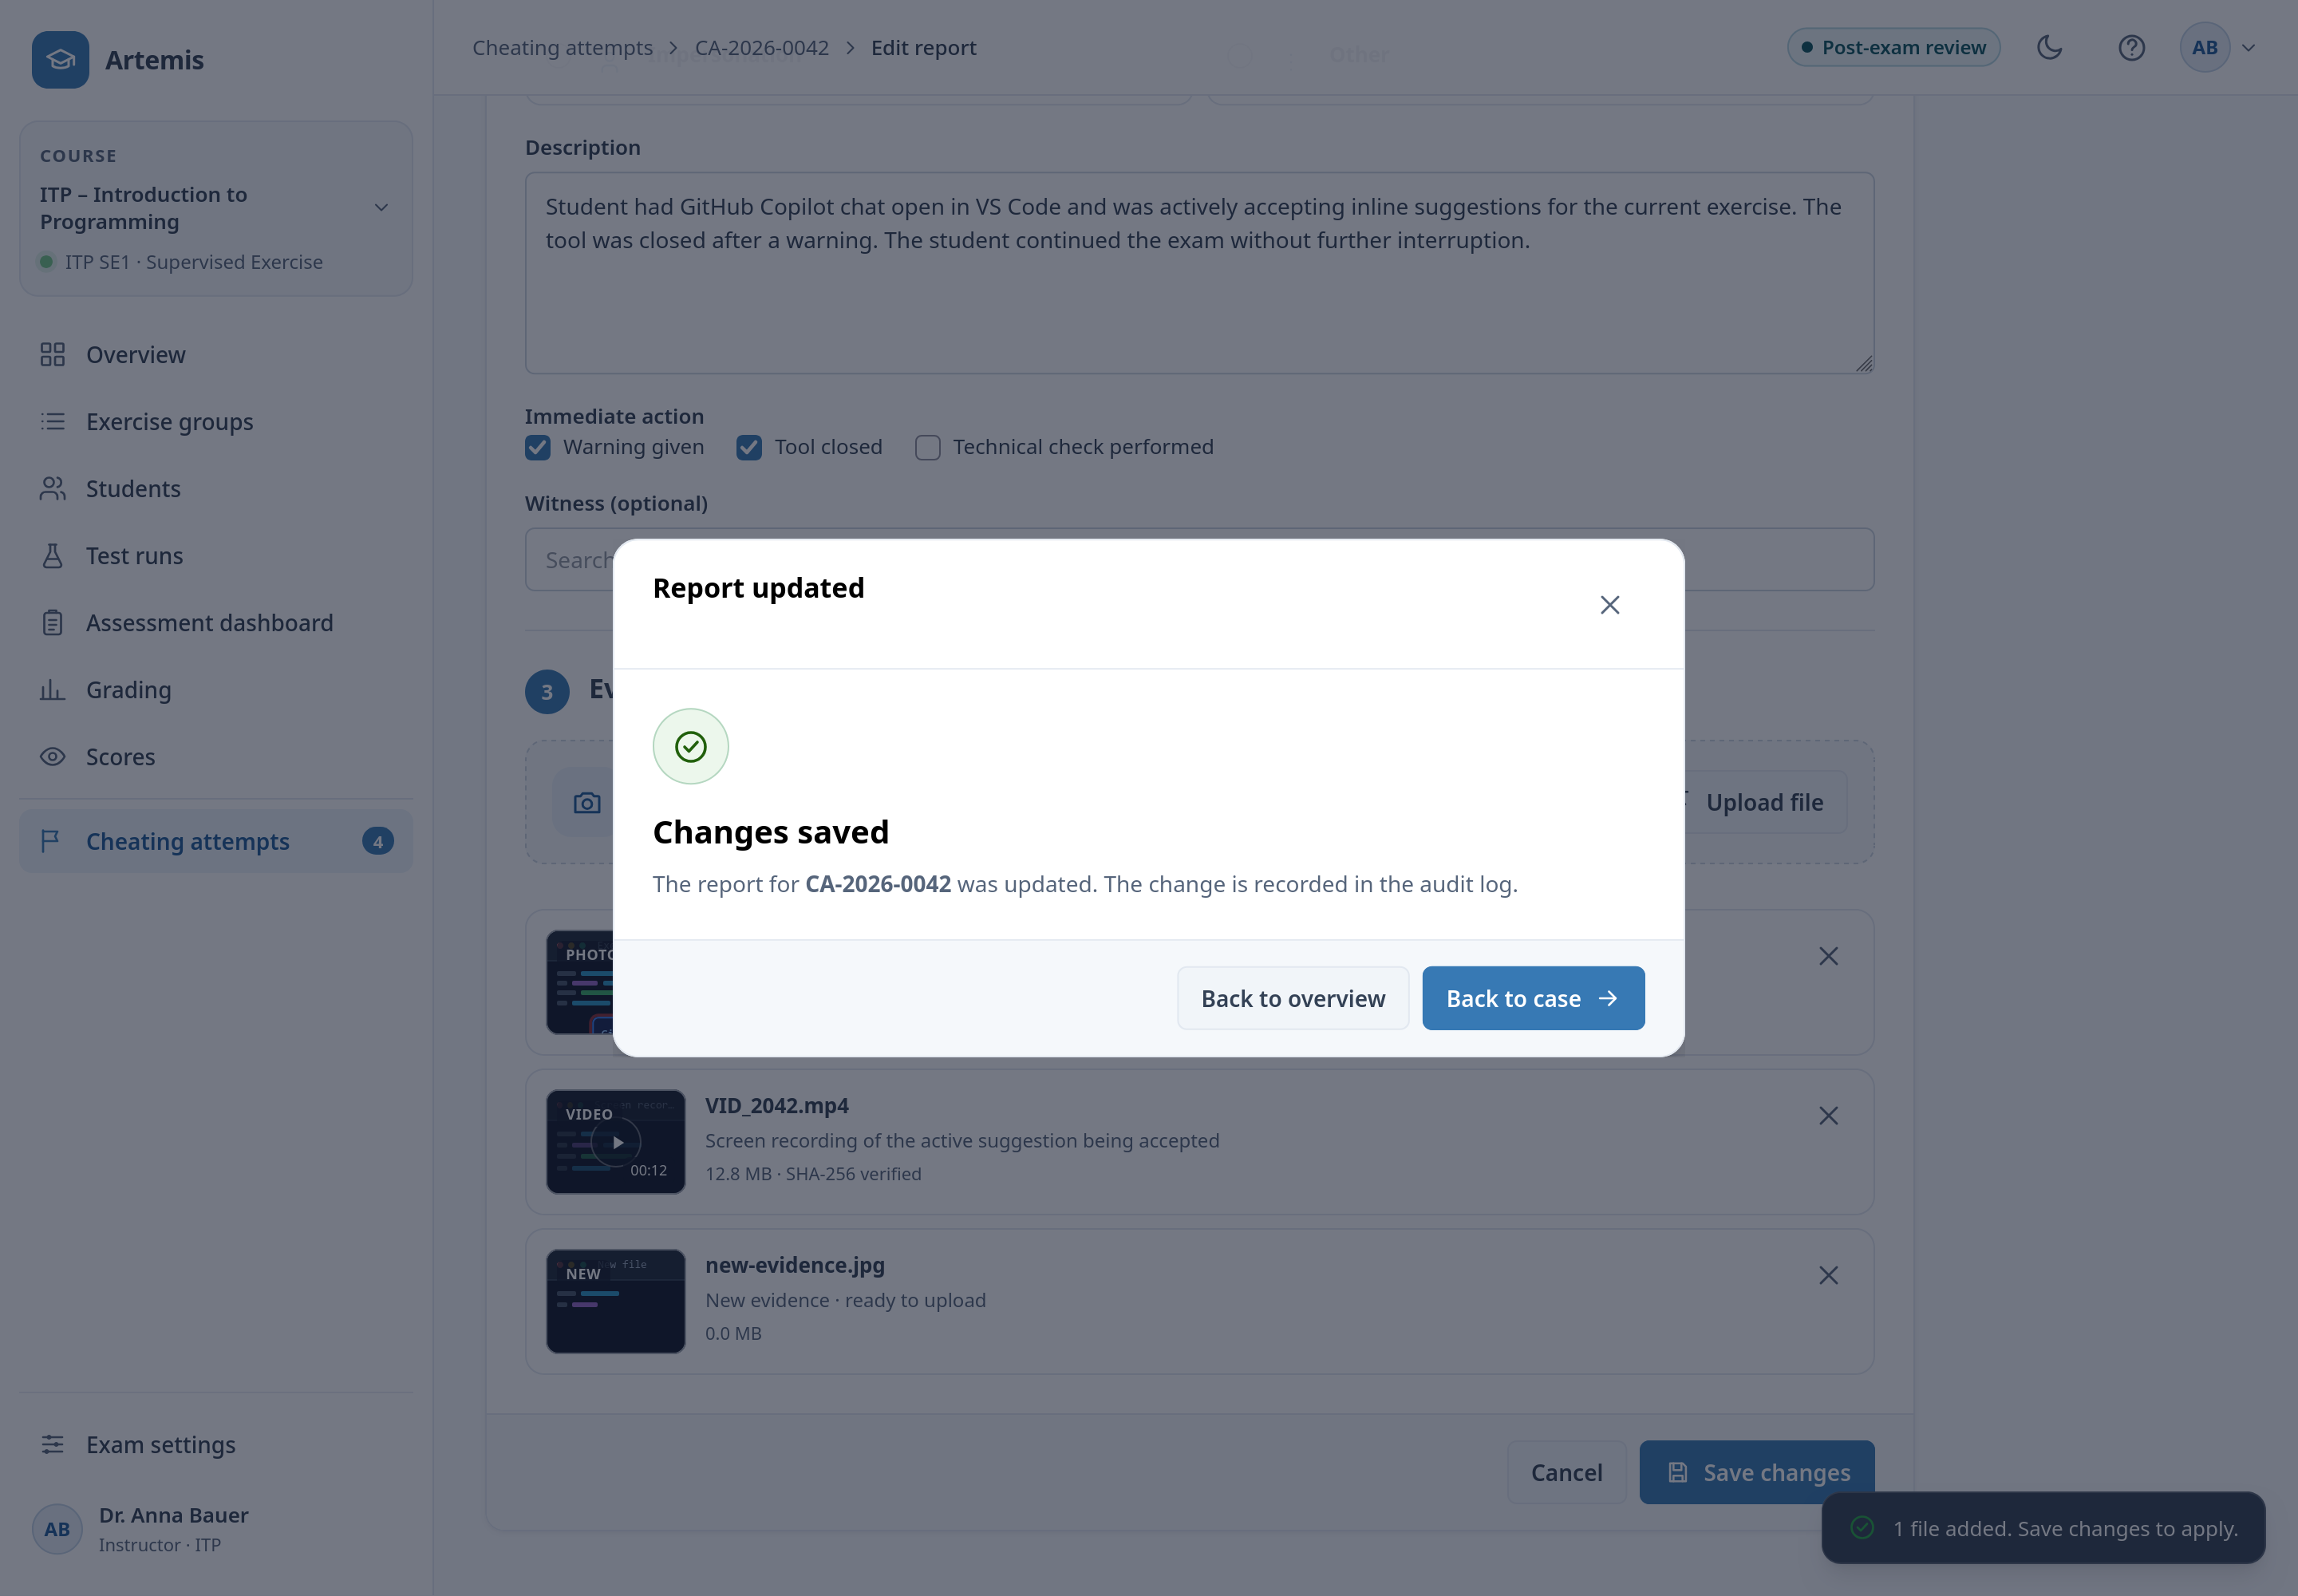 Artemis
Cheating attempts > CA-2026-0042 > Edit report
Impersonation
Other
Post-exam review
AB
COURSE
ITP – Introduction to
Programming
ITP SE1 · Supervised Exercise
Overview
Exercise groups
Students
Test runs
Assessment dashboard
Grading
Scores
Cheating attempts
4
Exam settings
AB
Dr. Anna Bauer
Instructor · ITP
Description
Student had GitHub Copilot chat open in VS Code and was actively accepting inline suggestions for the current exercise. The
tool was closed after a warning. The student continued the exam without further interruption.
Immediate action
Warning given
Tool closed
Technical check performed
Witness (optional)
Search
3
Upload file
Report updated
Changes saved
The report for CA-2026-0042 was updated. The change is recorded in the audit log.
Back to overview
Back to case
PHOTO
VIDEO
00:12
VID_2042.mp4
Screen recording of the active suggestion being accepted
12.8 MB · SHA-256 verified
NEW
file
new-evidence.jpg
New evidence · ready to upload
0.0 MB
Cancel
Save changes
1 file added. Save changes to apply.